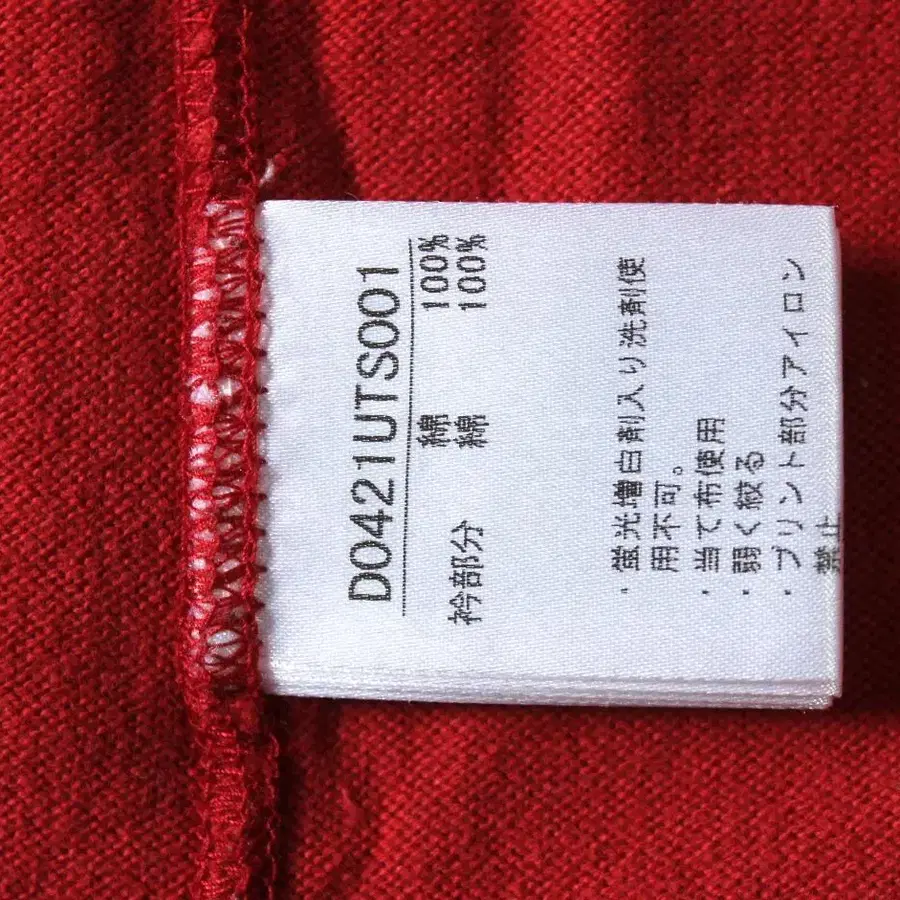 D0421UTS001
綿 100%
衿部分 綿 100%
・蛍光増白剤入り洗剤使
用不可。
・当て布使用
・弱く絞る
・プリント部分アイロン
禁止